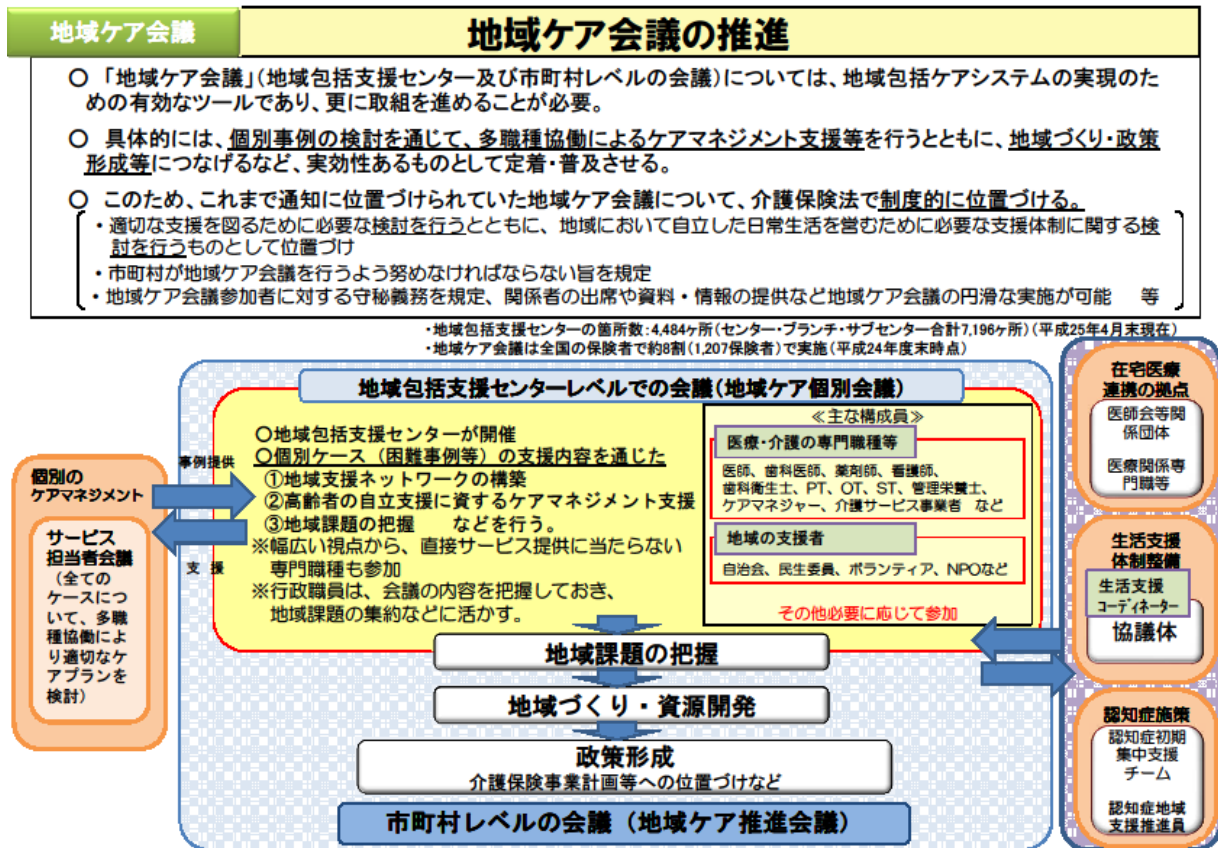 地域ケア会議
地域ケア会議の推進
○ 「地域ケア会議」(地域包括支援センター及び市町村レベルの会議)については、地域包括ケアシステムの実現のた
めの有効なツールであり、更に取組を進めることが必要。
○ 具体的には、個別事例の検討を通じて、多職種協働によるケアマネジメント支援等を行うとともに、地域づくり・政策
形成等につなげるなど、実効性あるものとして定着・普及させる。
○ このため、これまで通知に位置づけられていた地域ケア会議について、介護保険法で制度的に位置づける。
・適切な支援を図るために必要な検討を行うとともに、地域において自立した日常生活を営むために必要な支援体制に関する検
討を行うものとして位置づけ
・市町村が地域ケア会議を行うよう努めなければならない旨を規定
・地域ケア会議参加者に対する守秘義務を規定、関係者の出席や資料・情報の提供など地域ケア会議の円滑な実施が可能 等
・地域包括支援センターの箇所数:4,484ヶ所(センター・ブランチ・サブセンター合計7,196ヶ所)(平成25年4月末現在)
・地域ケア会議は全国の保険者で約8割(1,207保険者)で実施(平成24年度末時点)
地域包括支援センターレベルでの会議(地域ケア個別会議)
○地域包括支援センターが開催
○個別ケース(困難事例等)の支援内容を通じた
①地域支援ネットワークの構築
②高齢者の自立支援に資するケアマネジメント支援
③地域課題の把握 などを行う。
※幅広い視点から、直接サービス提供に当たらない
専門職種も参加
※行政職員は、会議の内容を把握しておき、
地域課題の集約などに活かす。
≪主な構成員≫
医療・介護の専門職種等
医師、歯科医師、薬剤師、看護師、
歯科衛生士、PT、OT、ST、管理栄養士、
ケアマネジャー、介護サービス事業者 など
地域の支援者
自治会、民生委員、ボランティア、NPOなど
その他必要に応じて参加
事例提供
支 援
個別の
ケアマネジメント
サービス
担当者会議
(全ての
ケースにつ
いて、多職
種協働によ
り適切なケ
アプランを
検討)
地域課題の把握
地域づくり・資源開発
政策形成
介護保険事業計画等への位置づけなど
市町村レベルの会議(地域ケア推進会議)
在宅医療
連携の拠点
医師会等関
係団体
医療関係専
門職等
生活支援
体制整備
生活支援
コーディネーター
協議体
認知症施策
認知症初期
集中支援
チーム
認知症地域
支援推進員